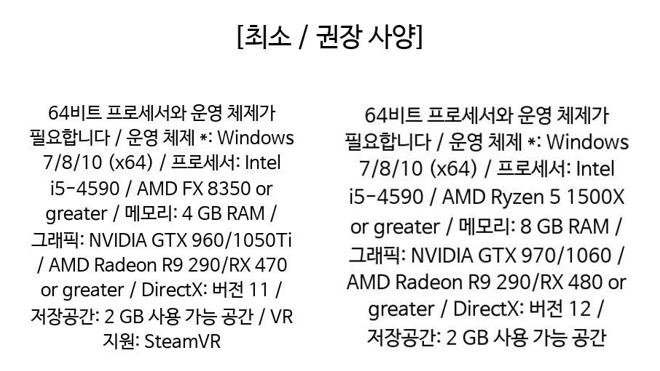 [최소 / 권장 사양]
64비트 프로세서와 운영 체제가
필요합니다 / 운영 체제 *: Windows
7/8/10 (x64) / 프로세서: Intel
i5-4590 / AMD FX 8350 or
greater / 메모리: 4 GB RAM /
그래픽: NVIDIA GTX 960/1050Ti
/ AMD Radeon R9 290/RX 470
or greater / DirectX: 버전 11 /
저장공간: 2 GB 사용 가능 공간 / VR
지원: SteamVR
64비트 프로세서와 운영 체제가
필요합니다 / 운영 체제 *: Windows
7/8/10 (x64) / 프로세서: Intel
i5-4590 / AMD Ryzen 5 1500X
or greater / 메모리: 8 GB RAM /
그래픽: NVIDIA GTX 970/1060 /
AMD Radeon R9 290/RX 480 or
greater / DirectX: 버전 12 /
저장공간: 2 GB 사용 가능 공간